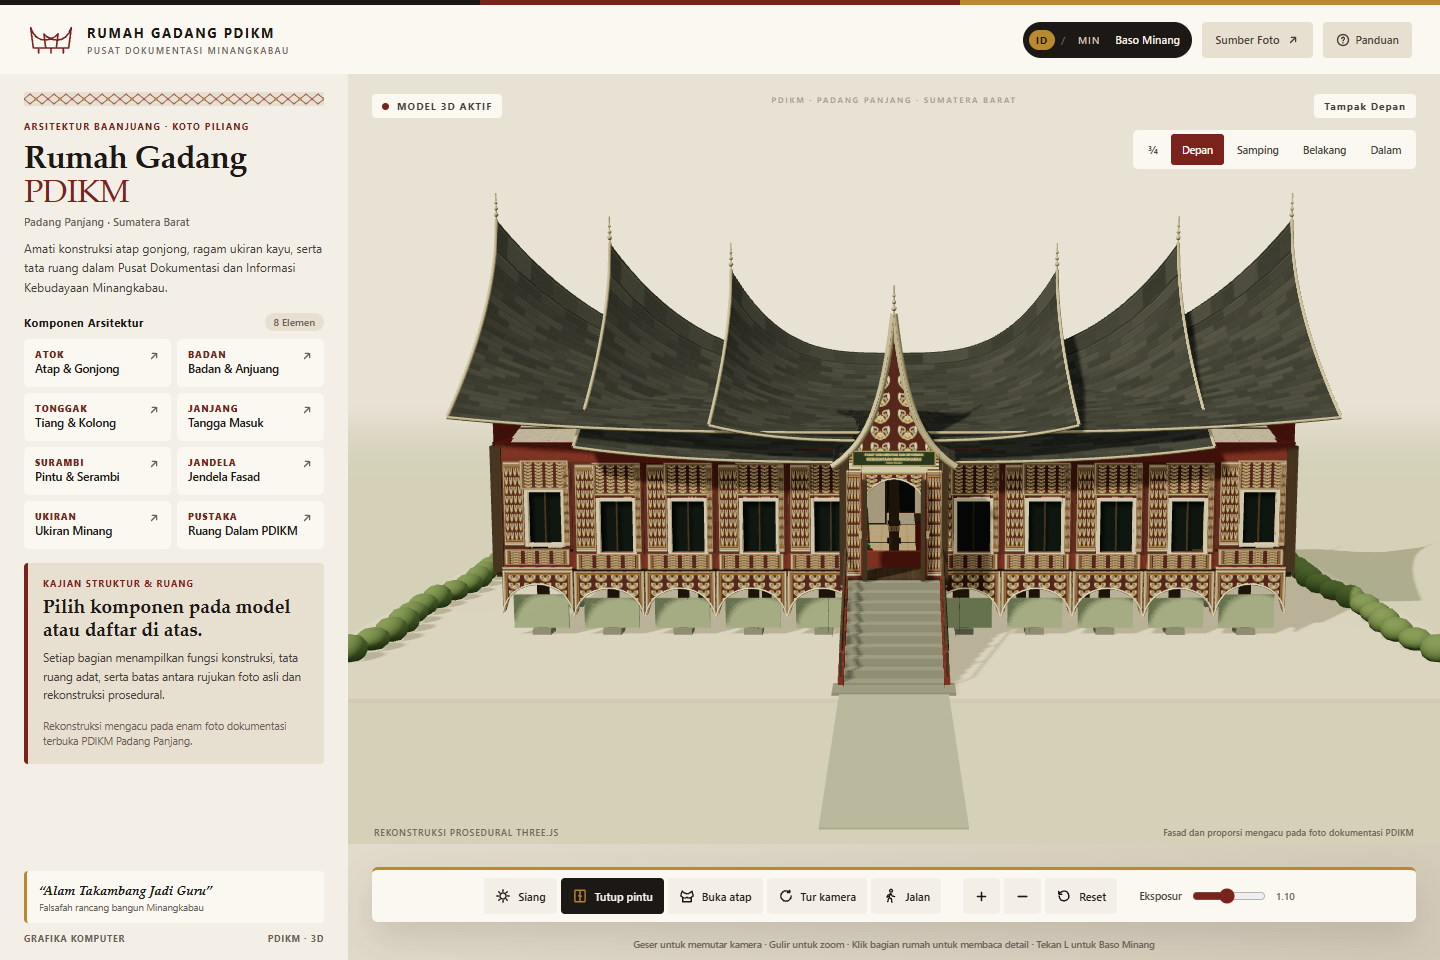 RUMAH GADANG PDIKM
PUSAT DOKUMENTASI MINANGKABAU
ID / MIN Baso Minang
Sumber Foto
Panduan
ARSITEKTUR BAANJUANG · KOTO PILIANG
Rumah Gadang
PDIKM
Padang Panjang · Sumatera Barat
Amati konstruksi atap gonjong, ragam ukiran kayu, serta
tata ruang dalam Pusat Dokumentasi dan Informasi
Kebudayaan Minangkabau.
Komponen Arsitektur
8 Elemen
ATOK
Atap & Gonjong
BADAN
Badan & Anjuang
TONGGAK
Tiang & Kolong
JANJANG
Tangga Masuk
SURAMBI
Pintu & Serambi
JANDELA
Jendela Fasad
UKIRAN
Ukiran Minang
PUSTAKA
Ruang Dalam PDIKM
KAJIAN STRUKTUR & RUANG
Pilih komponen pada model
atau daftar di atas.
Setiap bagian menampilkan fungsi konstruksi, tata
ruang adat, serta batas antara rujukan foto asli dan
rekonstruksi prosedural.
Rekonstruksi mengacu pada enam foto dokumentasi
terbuka PDIKM Padang Panjang.
“Alam Takambang Jadi Guru”
Falsafah rancang bangun Minangkabau
GRAFIKA KOMPUTER
PDIKM · 3D
MODEL 3D AKTIF
PDIKM · PADANG PANJANG · SUMATERA BARAT
Tampak Depan
¾
Depan
Samping
Belakang
Dalam
REKONSTRUKSI PROSEDURAL THREE.JS
Fasad dan proporsi mengacu pada foto dokumentasi PDIKM
Siang
Tutup pintu
Buka atap
Tur kamera
Jalan
+
−
Reset
Eksposur
1.10
Geser untuk memutar kamera · Gulir untuk zoom · Klik bagian rumah untuk membaca detail · Tekan L untuk Baso Minang